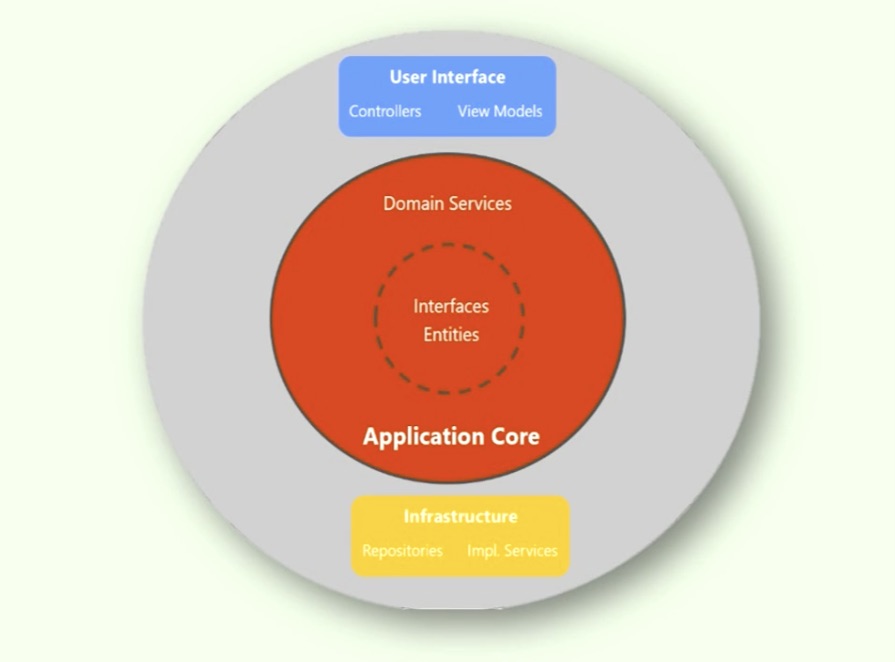 User Interface
Controllers View Models
Domain Services
Interfaces
Entities
Application Core
Infrastructure
Repositories Impl. Services